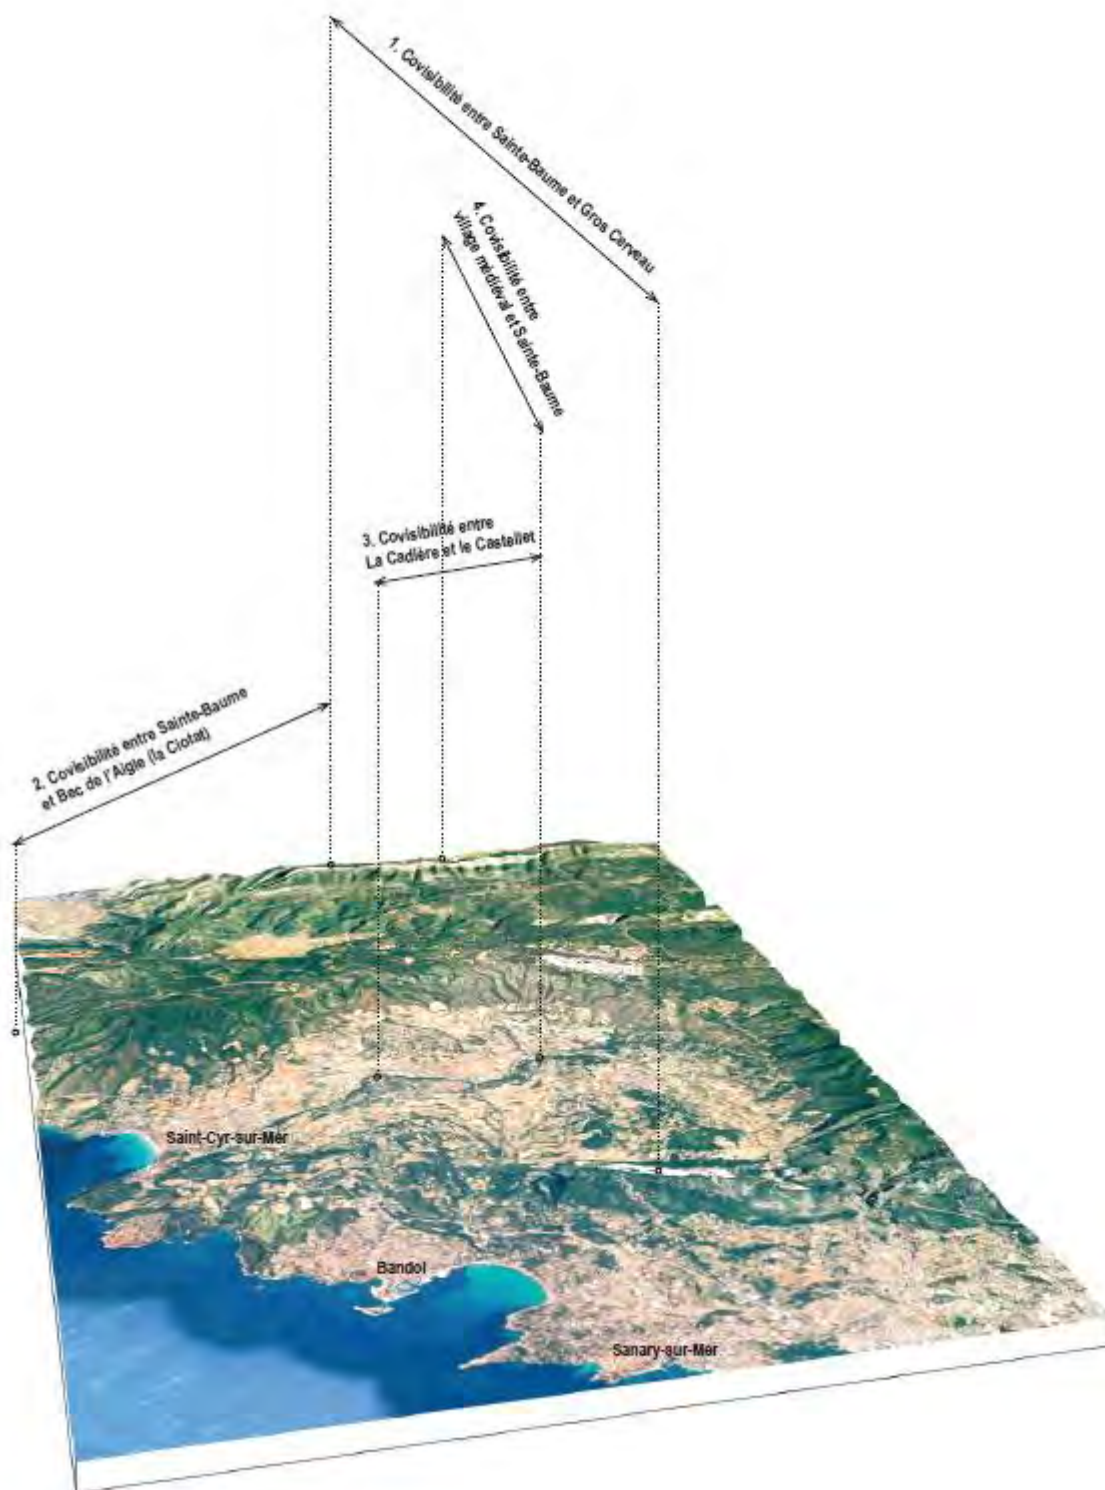 1. Covisibilité entre Sainte-Baume et Gros Cerveau
4. Covisibilité entre
village médiéval et Sainte-Baume
3. Covisibilité entre
La Cadière et le Castellet
2. Covisibilité entre Sainte-Baume
et Bec de l'Aigle (la Ciotat)
Saint-Cyr-sur-Mer
Bandol
Sanary-sur-Mer